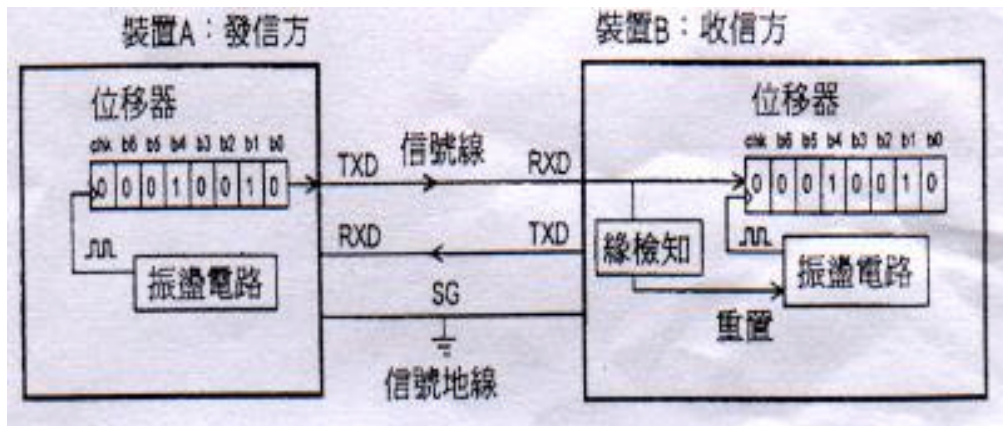 裝置A：發信方
裝置B：收信方
位移器
chk b6 b5 b4 b3 b2 b1 b0
0 0 0 1 0 0 1 0
振盪電路
TXD 信號線 RXD
RXD TXD
SG
信號地線
位移器
chk b6 b5 b4 b3 b2 b1 b0
0 0 0 1 0 0 1 0
緣檢知
振盪電路
重置